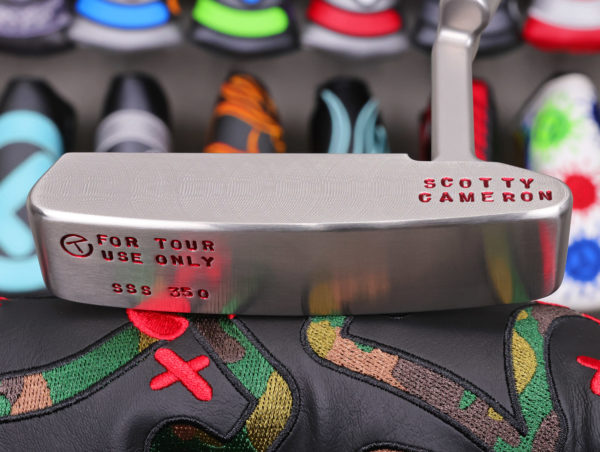 SCOTTY
CAMERON
T FOR TOUR
USE ONLY
SSS 350